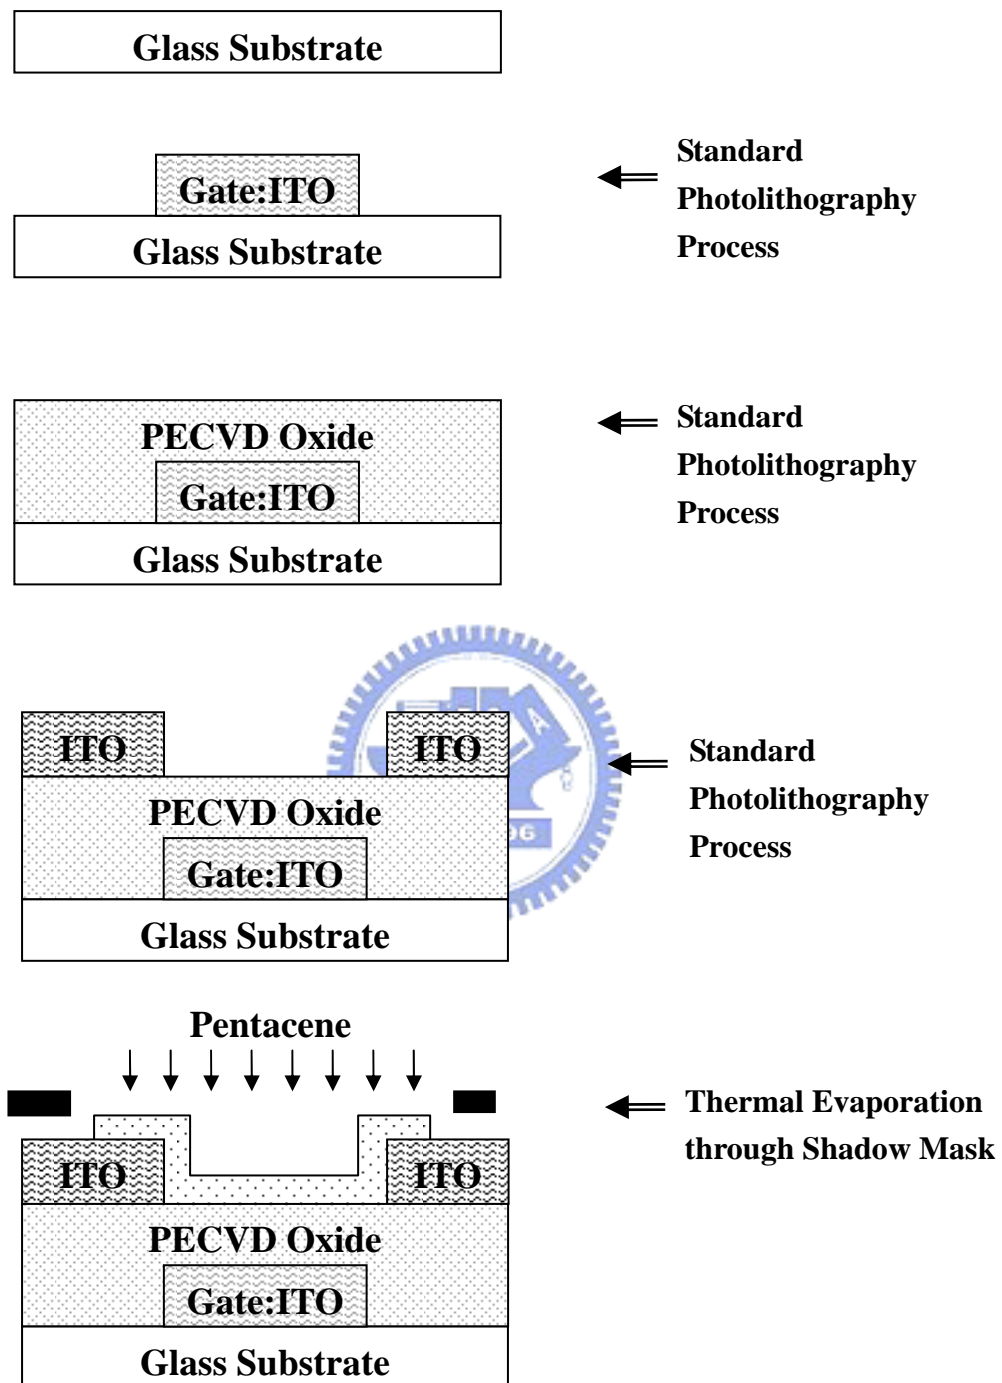 Glass Substrate
Standard
Photolithography
Process
Gate:ITO
Glass Substrate
Standard
Photolithography
Process
PECVD Oxide
Gate:ITO
Glass Substrate
ITO
ITO
Standard
Photolithography
Process
PECVD Oxide
Gate:ITO
Glass Substrate
Pentacene
Thermal Evaporation
through Shadow Mask
ITO
ITO
PECVD Oxide
Gate:ITO
Glass Substrate